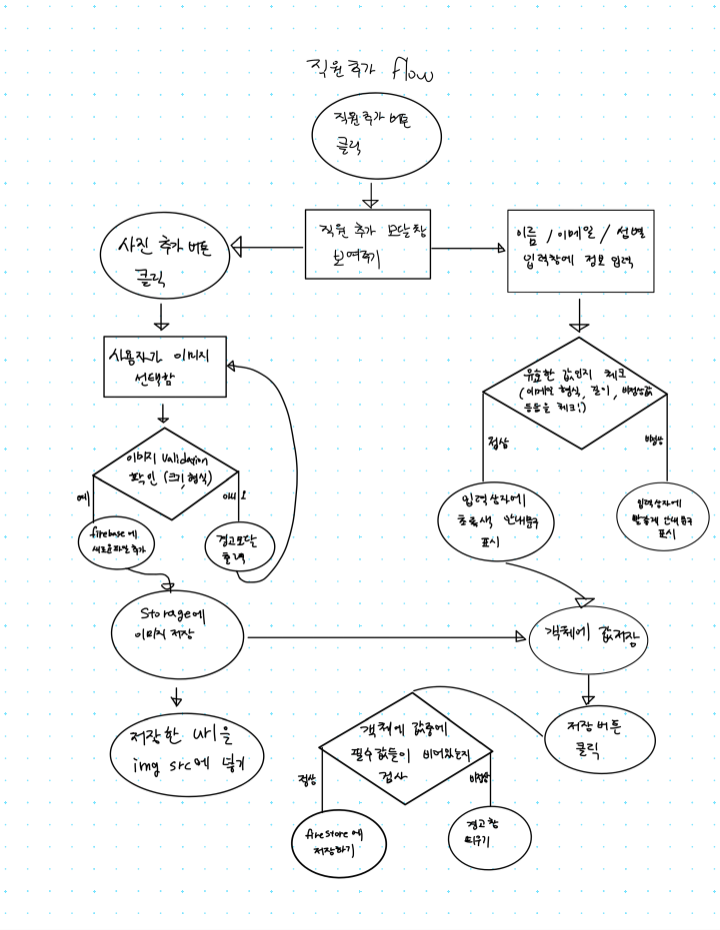 직원 추가 flow
직원 추가 버튼
클릭
직원 추가 모달창
보여주기
사진 추가 버튼
클릭
이름 / 이메일 / 성별
입력창에 정보 입력
사용자가 이미지
선택함
유효한 값인지 체크
(이메일 형식, 길이, 비정상값
등등을 체크!)
정상
비정상
이미지 validation
확인 (크기, 형식)
예
아니오
firebase에
새로운 파일 추가
경고모달
출력
입력상자에
초록색 안내문구
표시
입력상자에
빨갛게 안내문구
표시
Storage에
이미지 저장
객체에 값저장
저장한 url을
img src에 넣기
저장버튼
클릭
객체에 값중에
필수값들이 비어있는지
검사
정상
비정상
firestore에
저장하기
경고창
띄우기